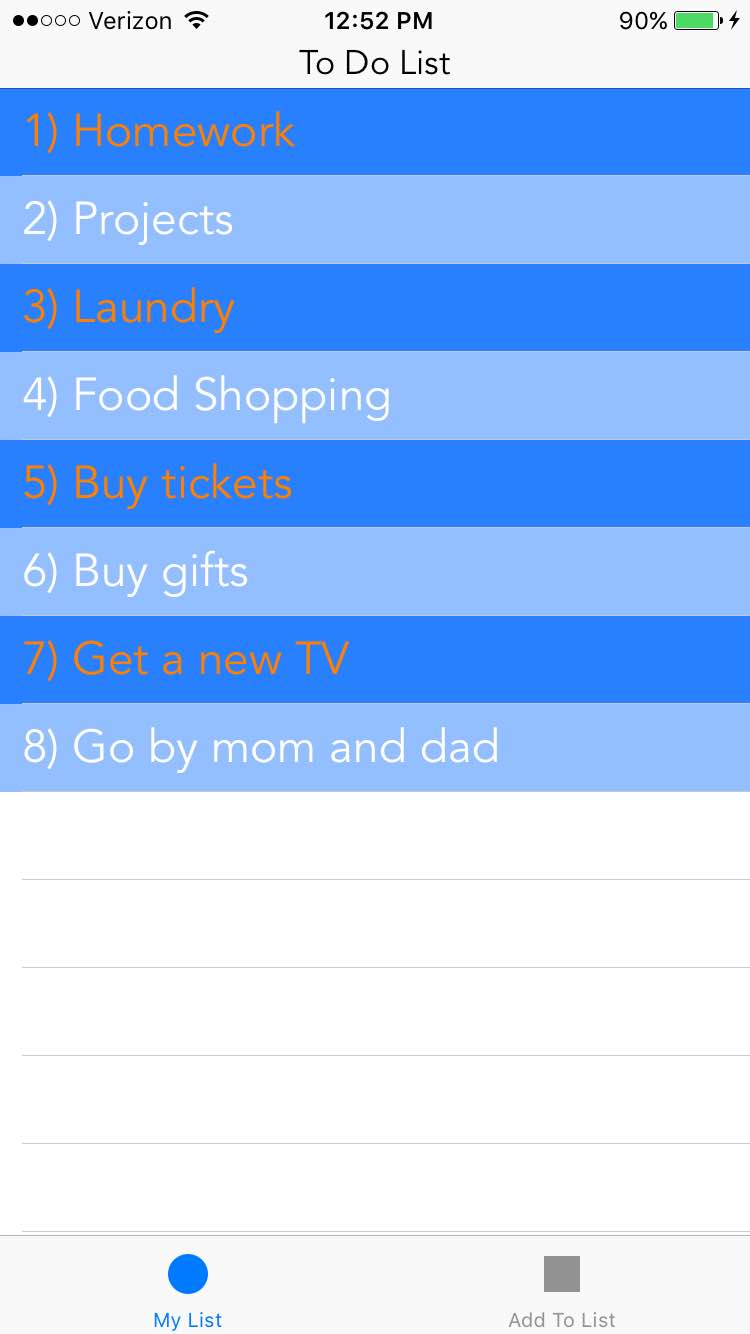 Verizon 12:52 PM 90%
To Do List
1) Homework
2) Projects
3) Laundry
4) Food Shopping
5) Buy tickets
6) Buy gifts
7) Get a new TV
8) Go by mom and dad
My List Add To List